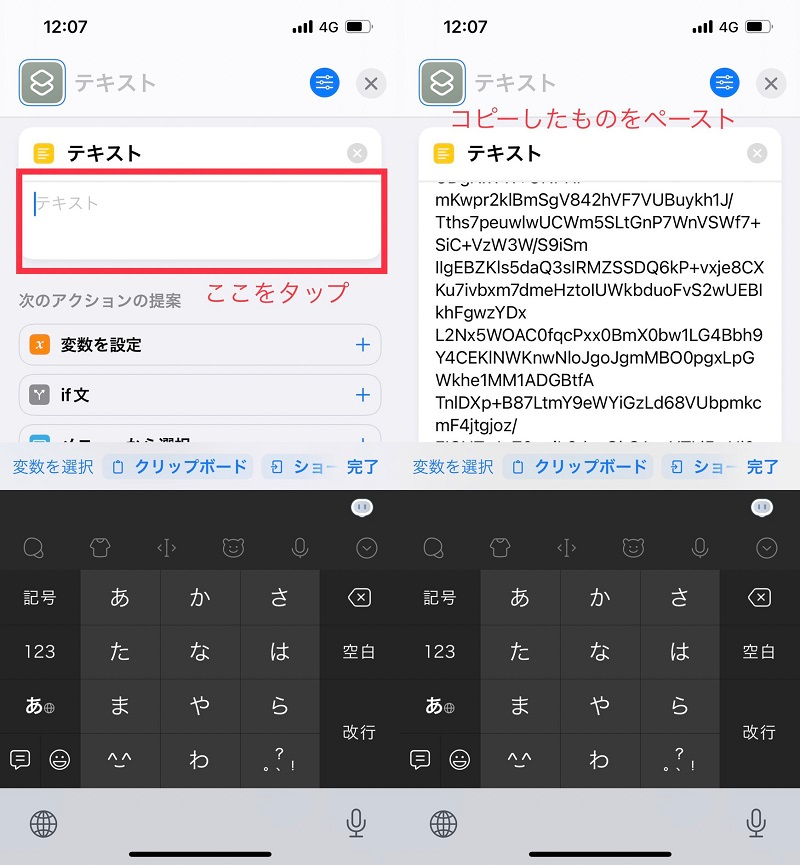 12:07
4G
テキスト
テキスト
テキスト
ここをタップ
次のアクションの提案
変数を設定
if文
変数を選択
クリップボード
ショー
完了
記号
あ
か
さ
123
た
な
は
空白
あ
ま
や
ら
改行
^_^
わ
。、?!
12:07
4G
テキスト
コピーしたものをペースト
テキスト
mKwpr2klBmSgV842hVF7VUBuykh1J/
Tths7peuwlwUCWm5SLtGnP7WnVSWf7+
SiC+VzW3W/S9iSm
IlgEBZKls5daQ3slRMZSSDQ6kP+vxje8CX
Ku7ivbxm7dmeHztolUWkbduoFvS2wUEBI
khFgwzYDx
L2Nx5WOAC0fqcPxx0BmX0bw1LG4Bbh9
Y4CEKlNWKnwNloJgoJgmMBO0pgxLpG
Wkhe1MM1ADGBtfA
TnlDXp+B87LtmY9eWYiGzLd68VUbpmkc
mF4jtgjoz/
変数を選択
クリップボード
ショー
完了
記号
あ
か
さ
123
た
な
は
空白
あ
ま
や
ら
改行
^_^
わ
。、?!